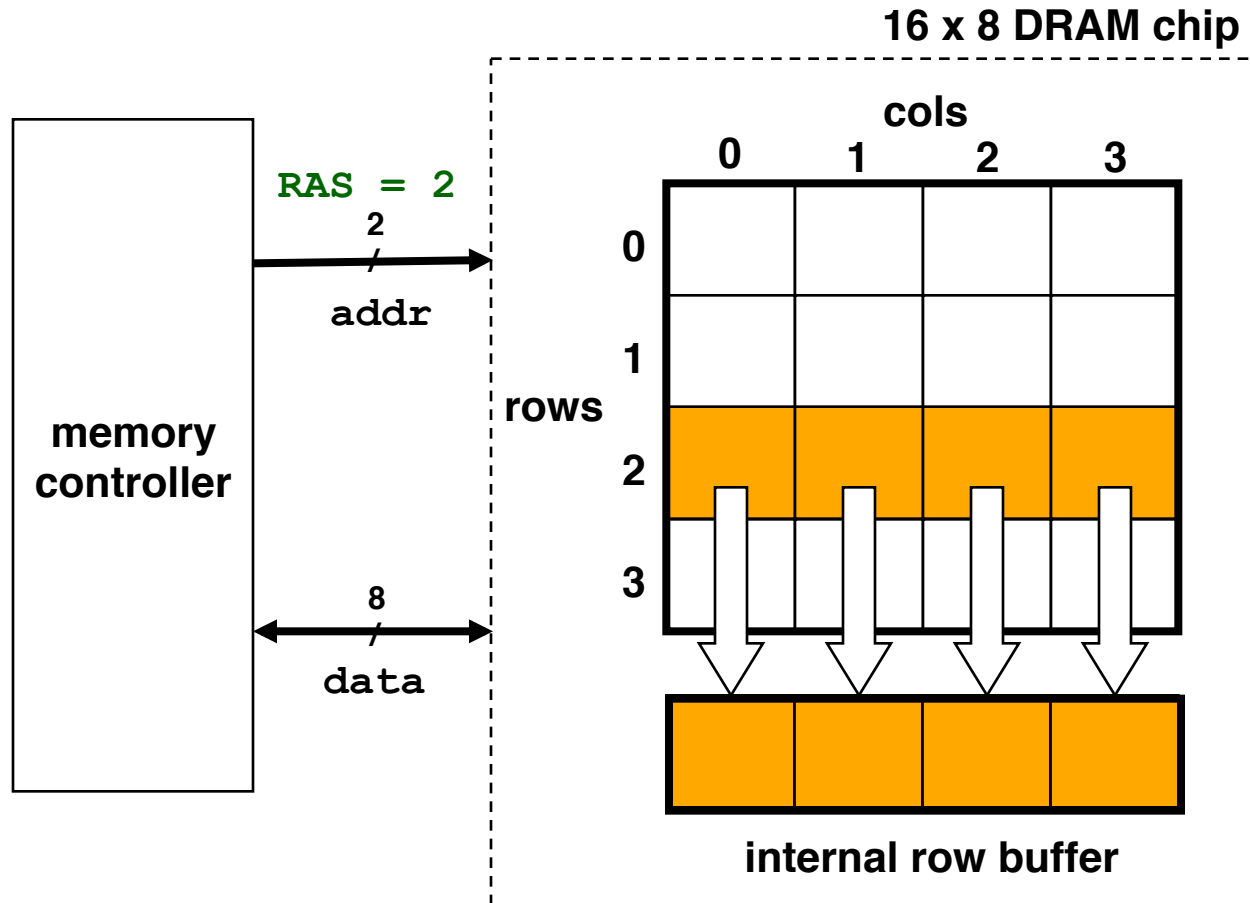 16 x 8 DRAM chip
cols
0 1 2 3
RAS = 2
2
addr
0
1
rows
2
3
memory
controller
8
data
internal row buffer